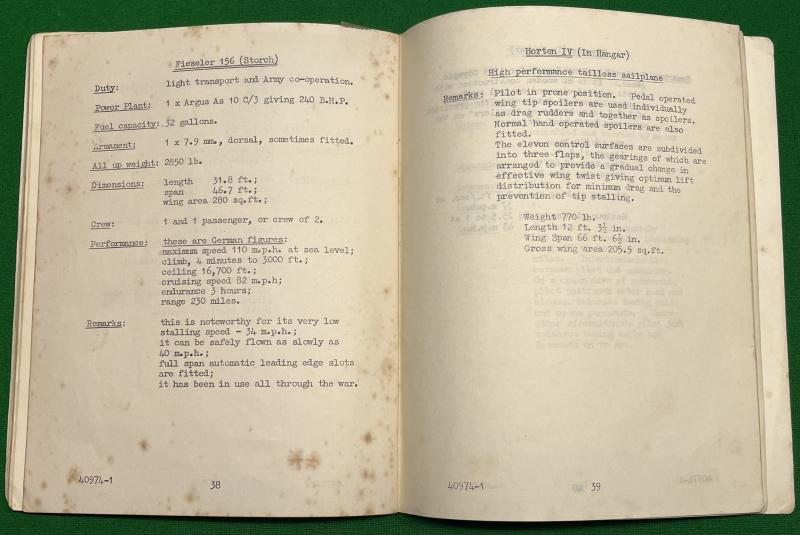 Fieseler 156 (Storch)
Duty: light transport and Army co-operation.
Power Plant: 1 x Argus As 10 C/3 giving 240 B.H.P.
Fuel capacity: 32 gallons.
Armament: 1 x 7.9 mm., dorsal, sometimes fitted.
All up weight: 2850 lb.
Dimensions: length 31.8 ft.;
span 46.7 ft.;
wing area 280 sq.ft.;
Crew: 1 and 1 passenger, or crew of 2.
Performance: these are German figures:
maximum speed 110 m.p.h. at sea level;
climb, 4 minutes to 3000 ft.;
ceiling 16,700 ft.;
cruising speed 82 m.p.h;
endurance 3 hours;
range 230 miles.
Remarks: this is noteworthy for its very low
stalling speed - 34 m.p.h.;
it can be safely flown as slowly as
40 m.p.h.;
full span automatic leading edge slots
are fitted;
it has been in use all through the war.
40974-1
38
Horten IV (In Hangar)
High performance tailless sailplane
Remarks: Pilot in prone position. Pedal operated
wing tip spoilers are used individually
as drag rudders and together as spoilers.
Normal hand operated spoilers are also
fitted.
The elevon control surfaces are subdivided
into three flaps, the gearings of which are
arranged to provide a gradual change in
effective wing twist giving optimum lift
distribution for minimum drag and the
prevention of tip stalling.
Weight 770 lb.
Length 12 ft. 3½ in.
Wing Span 66 ft. 6½ in.
Gross wing area 205.5 sq.ft.
40974-1
39